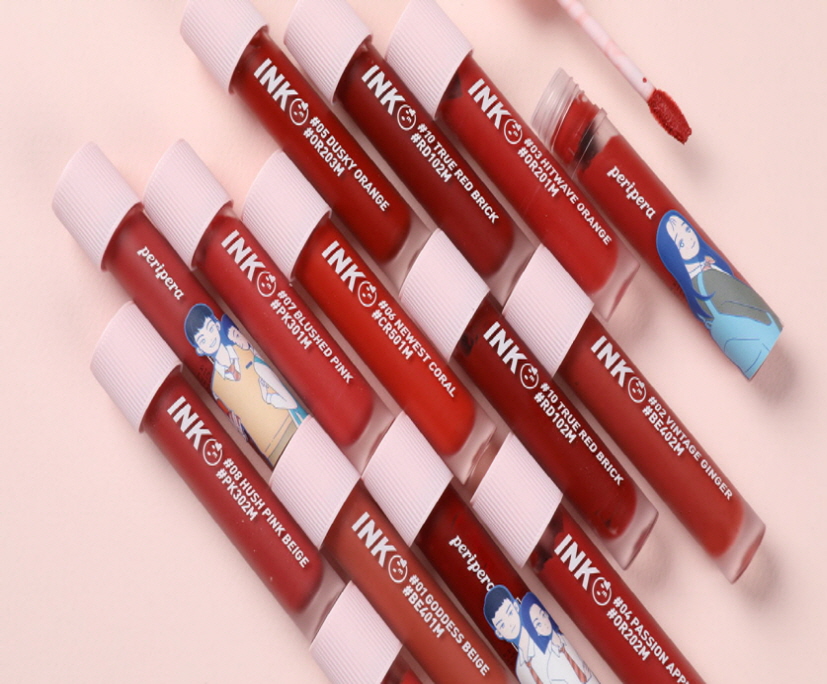 INK
#05 DUSKY ORANGE
#OR203M
INK
#10 TRUE RED BRICK
#RD102M
INK
#03 HITWAVE ORANGE
#OR201M
peripera
peripera
INK
#07 BLUSHED PINK
#PK301M
INK
#06 NEWEST CORAL
#CR501M
INK
#10 TRUE RED BRICK
#RD102M
INK
#02 VINTAGE GINGER
#BE402M
INK
#08 HUSH PINK BEIGE
#PK302M
INK
#01 GODDESS BEIGE
#BE401M
peripera
INK
#04 PASSION APP
#OR202M